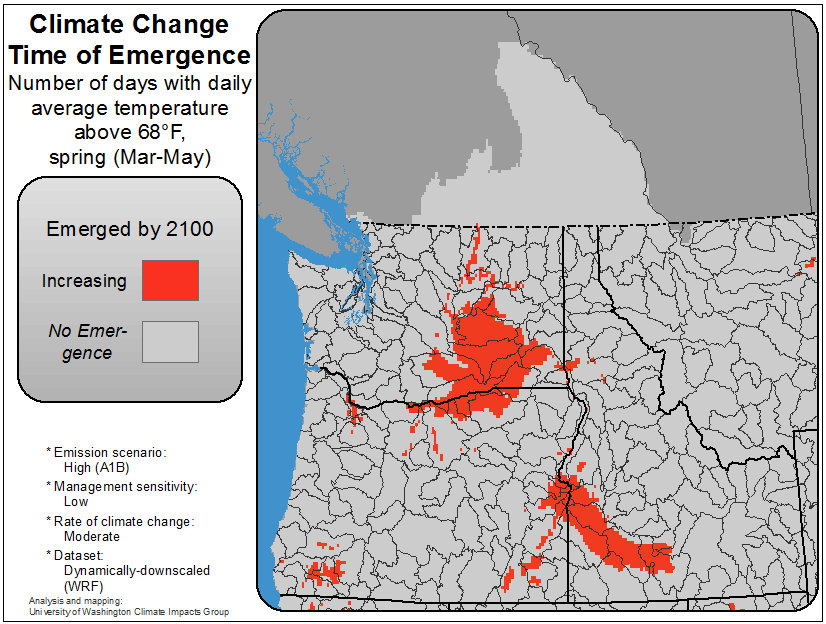 Climate Change
Time of Emergence
Number of days with daily
average temperature
above 68°F,
spring (Mar-May)
Emerged by 2100
Increasing
No Emer-
gence
* Emission scenario:
High (A1B)
* Management sensitivity:
Low
* Rate of climate change:
Moderate
* Dataset:
Dynamically-downscaled
(WRF)
Analysis and mapping:
University of Washington Climate Impacts Group